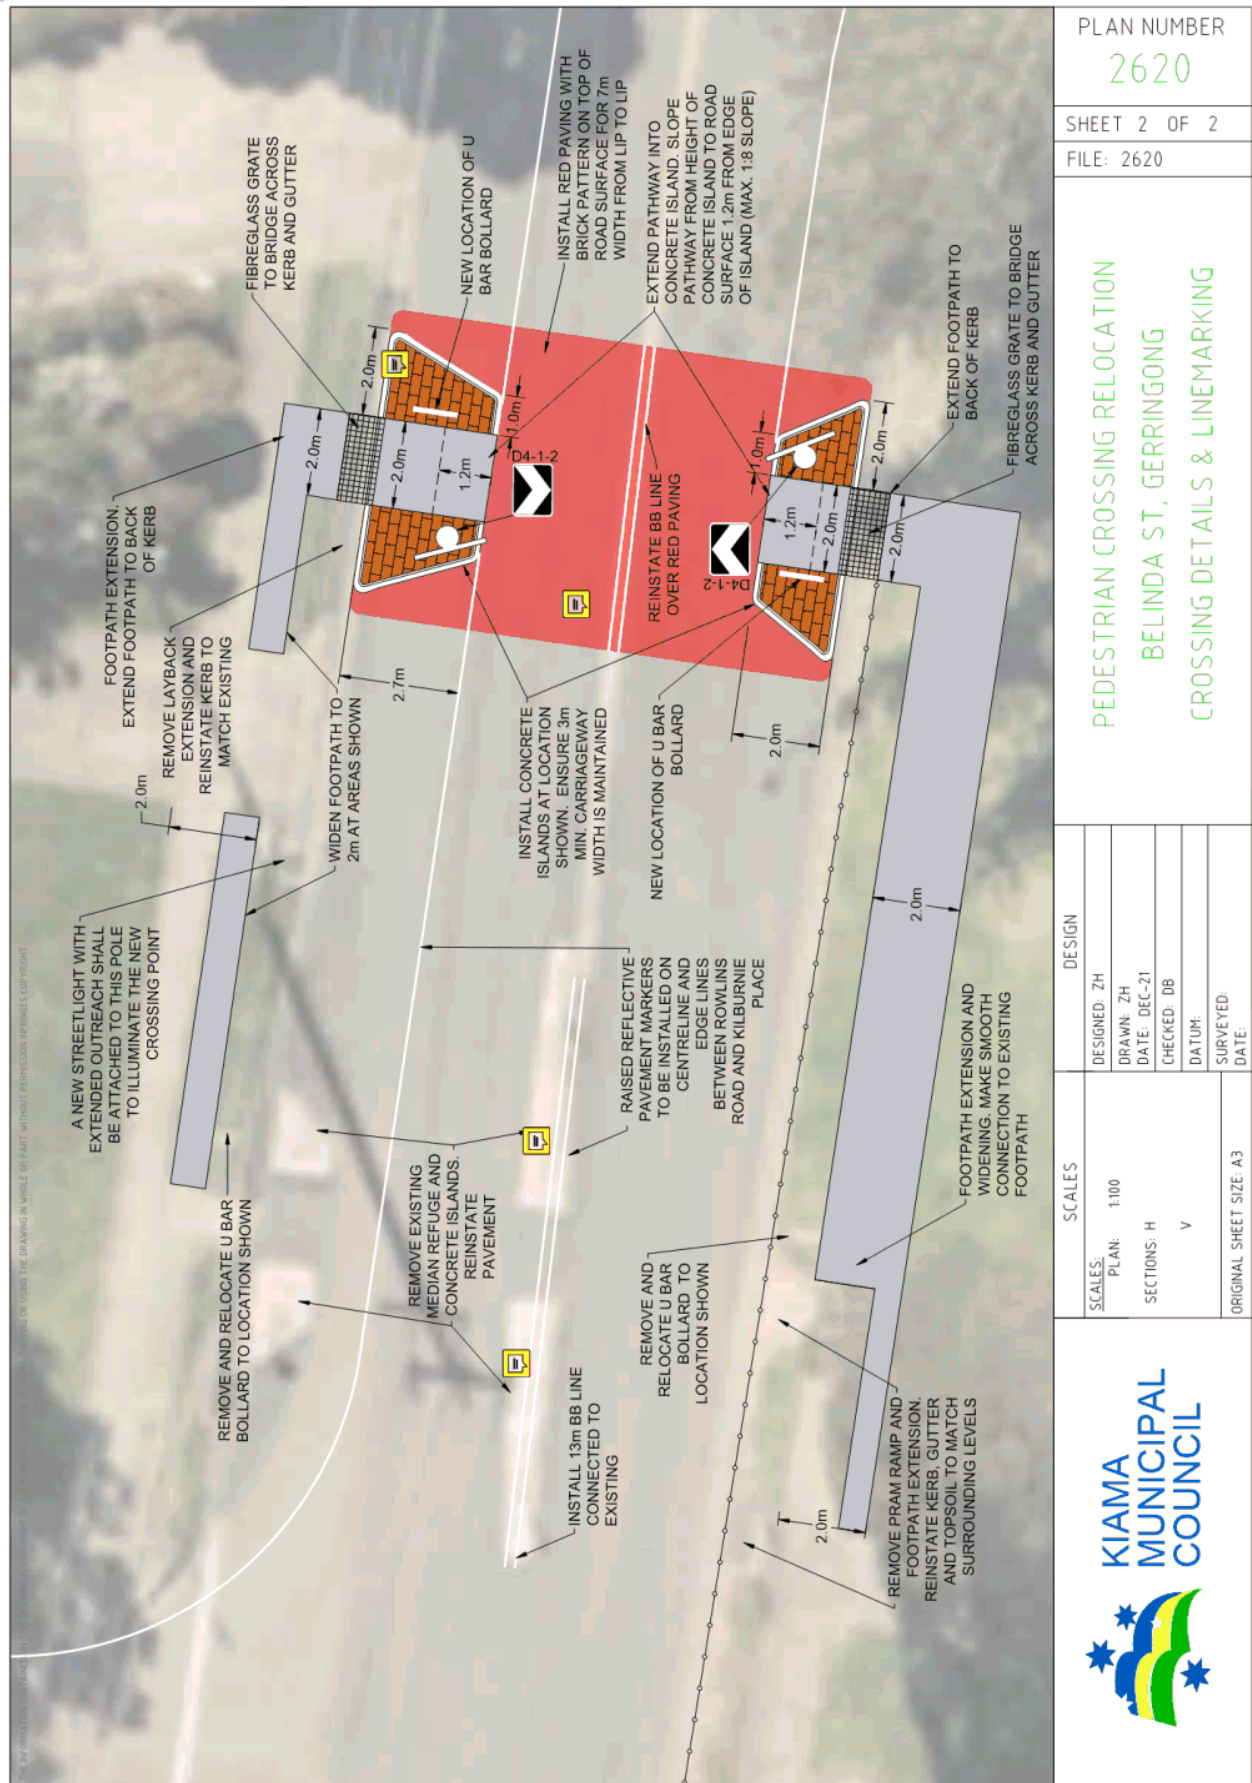 PLAN NUMBER
2620
SHEET 2 OF 2
FILE: 2620
PEDESTRIAN CROSSING RELOCATION
BELINDA ST, GERRINGONG
CROSSING DETAILS & LINEMARKING
DESIGN
DESIGNED: ZH
DRAWN: ZH
DATE: DEC-21
CHECKED: DB
DATUM:
SURVEYED:
DATE:
SCALES
SCALES:
PLAN: 1:100
SECTIONS: H
V
ORIGINAL SHEET SIZE: A3
KIAMA
MUNICIPAL
COUNCIL
A NEW STREETLIGHT WITH
EXTENDED OUTREACH SHALL
BE ATTACHED TO THIS POLE
TO ILLUMINATE THE NEW
CROSSING POINT
FOOTPATH EXTENSION.
EXTEND FOOTPATH TO BACK
OF KERB
REMOVE LAYBACK
EXTENSION AND
REINSTATE KERB TO
MATCH EXISTING
2.0m
WIDEN FOOTPATH TO
2m AT AREAS SHOWN
FIBREGLASS GRATE
TO BRIDGE ACROSS
KERB AND GUTTER
NEW LOCATION OF U
BAR BOLLARD
INSTALL RED PAVING WITH
BRICK PATTERN ON TOP OF
ROAD SURFACE FOR 7m
WIDTH FROM LIP TO LIP
EXTEND PATHWAY INTO
CONCRETE ISLAND. SLOPE
PATHWAY FROM HEIGHT OF
CONCRETE ISLAND TO ROAD
SURFACE 1.2m FROM EDGE
OF ISLAND (MAX. 1:8 SLOPE)
2.0m
2.0m
2.0m
1.2m
1.0m
D4-1-2
2.7m
REMOVE AND RELOCATE U BAR
BOLLARD TO LOCATION SHOWN
REMOVE EXISTING
MEDIAN REFUGE AND
CONCRETE ISLANDS.
REINSTATE
PAVEMENT
INSTALL CONCRETE
ISLANDS AT LOCATION
SHOWN. ENSURE 3m
MIN. CARRIAGEWAY
WIDTH IS MAINTAINED
REINSTATE BB LINE
OVER RED PAVING
NEW LOCATION OF U BAR
BOLLARD
RAISED REFLECTIVE
PAVEMENT MARKERS
TO BE INSTALLED ON
CENTRELINE AND
EDGE LINES
BETWEEN ROWLINS
ROAD AND KILBURNIE
PLACE
INSTALL 13m BB LINE
CONNECTED TO
EXISTING
REMOVE AND
RELOCATE U BAR
BOLLARD TO
LOCATION SHOWN
D4-1-2
1.0m
1.2m
2.0m
2.0m
2.0m
2.0m
EXTEND FOOTPATH TO
BACK OF KERB
FIBREGLASS GRATE TO BRIDGE
ACROSS KERB AND GUTTER
2.0m
FOOTPATH EXTENSION AND
WIDENING. MAKE SMOOTH
CONNECTION TO EXISTING
FOOTPATH
2.0m
REMOVE PRAM RAMP AND
FOOTPATH EXTENSION.
REINSTATE KERB, GUTTER
AND TOPSOIL TO MATCH
SURROUNDING LEVELS